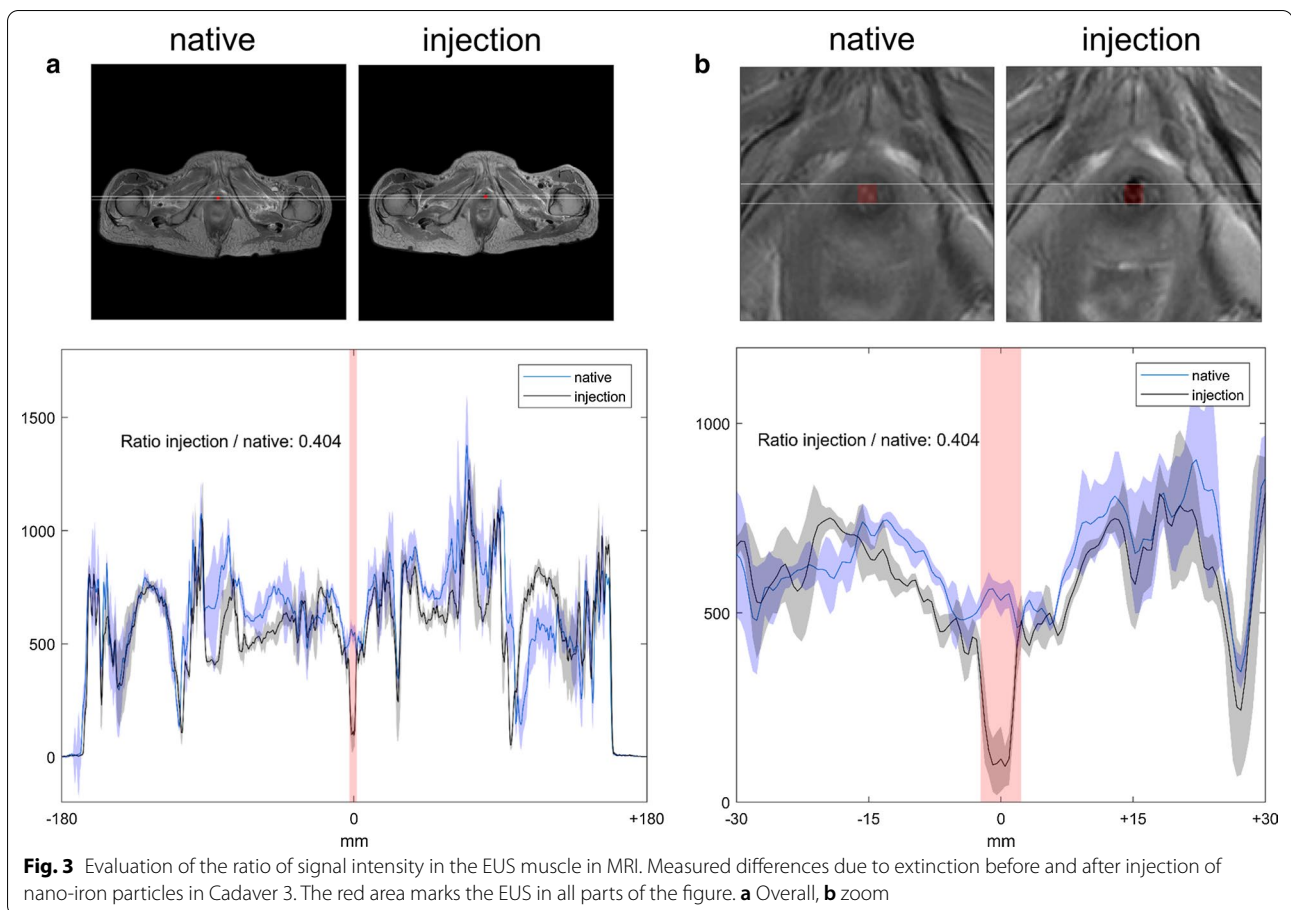 native injection
a
native injection
b
native
injection
Ratio injection / native: 0.404
1500
1000
500
0
-180 0 +180
mm
native
injection
Ratio injection / native: 0.404
1000
500
0
-30 -15 0 +15 +30
mm
Fig. 3 Evaluation of the ratio of signal intensity in the EUS muscle in MRI. Measured differences due to extinction before and after injection of
nano-iron particles in Cadaver 3. The red area marks the EUS in all parts of the figure. a Overall, b zoom